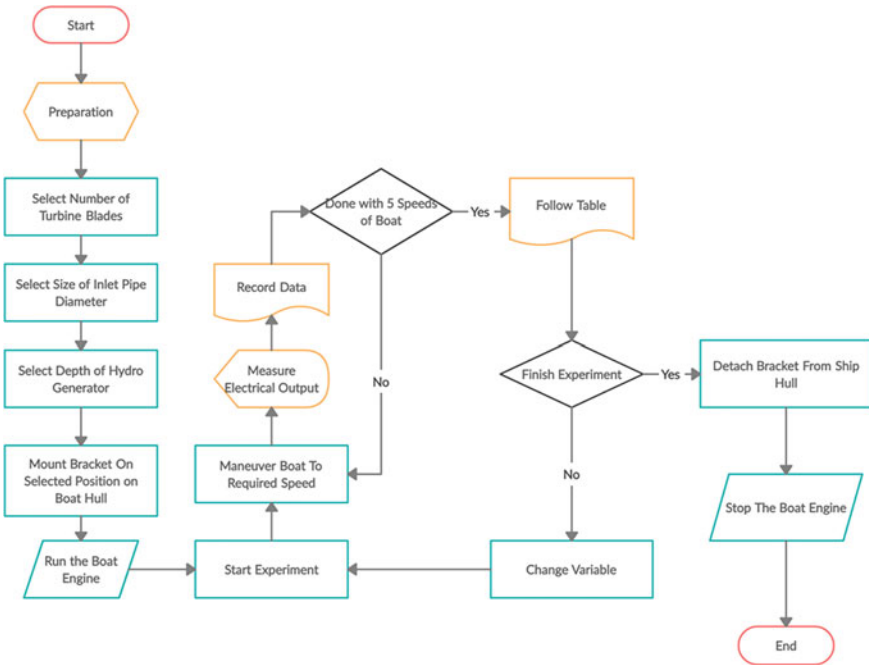 Start
Preparation
Select Number of
Turbine Blades
Select Size of Inlet Pipe
Diameter
Select Depth of Hydro
Generator
Mount Bracket On
Selected Position on
Boat Hull
Run the Boat
Engine
Start Experiment
Maneuver Boat To
Required Speed
Measure
Electrical Output
Record Data
Done with 5 Speeds
of Boat
Yes
No
Follow Table
Finish Experiment
Yes
No
Change Variable
Detach Bracket From Ship
Hull
Stop The Boat Engine
End